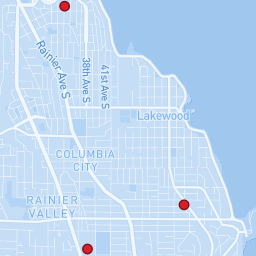 Rainier Ave S
38th Ave S
41st Ave S
Lakewood
COLUMBIA
CITY
RAINIER
VALLEY